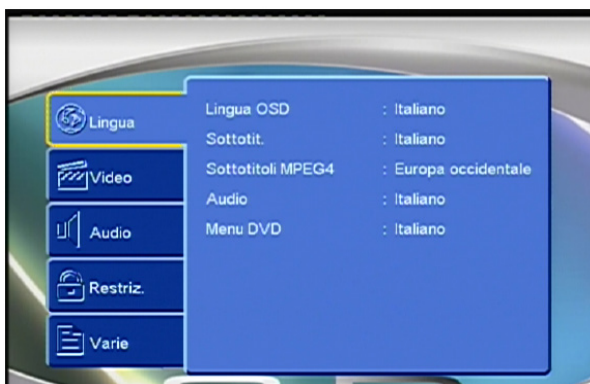 Lingua
Video
Audio
Restriz.
Varie
Lingua OSD : Italiano
Sottotit. : Italiano
Sottotitoli MPEG4 : Europa occidentale
Audio : Italiano
Menu DVD : Italiano